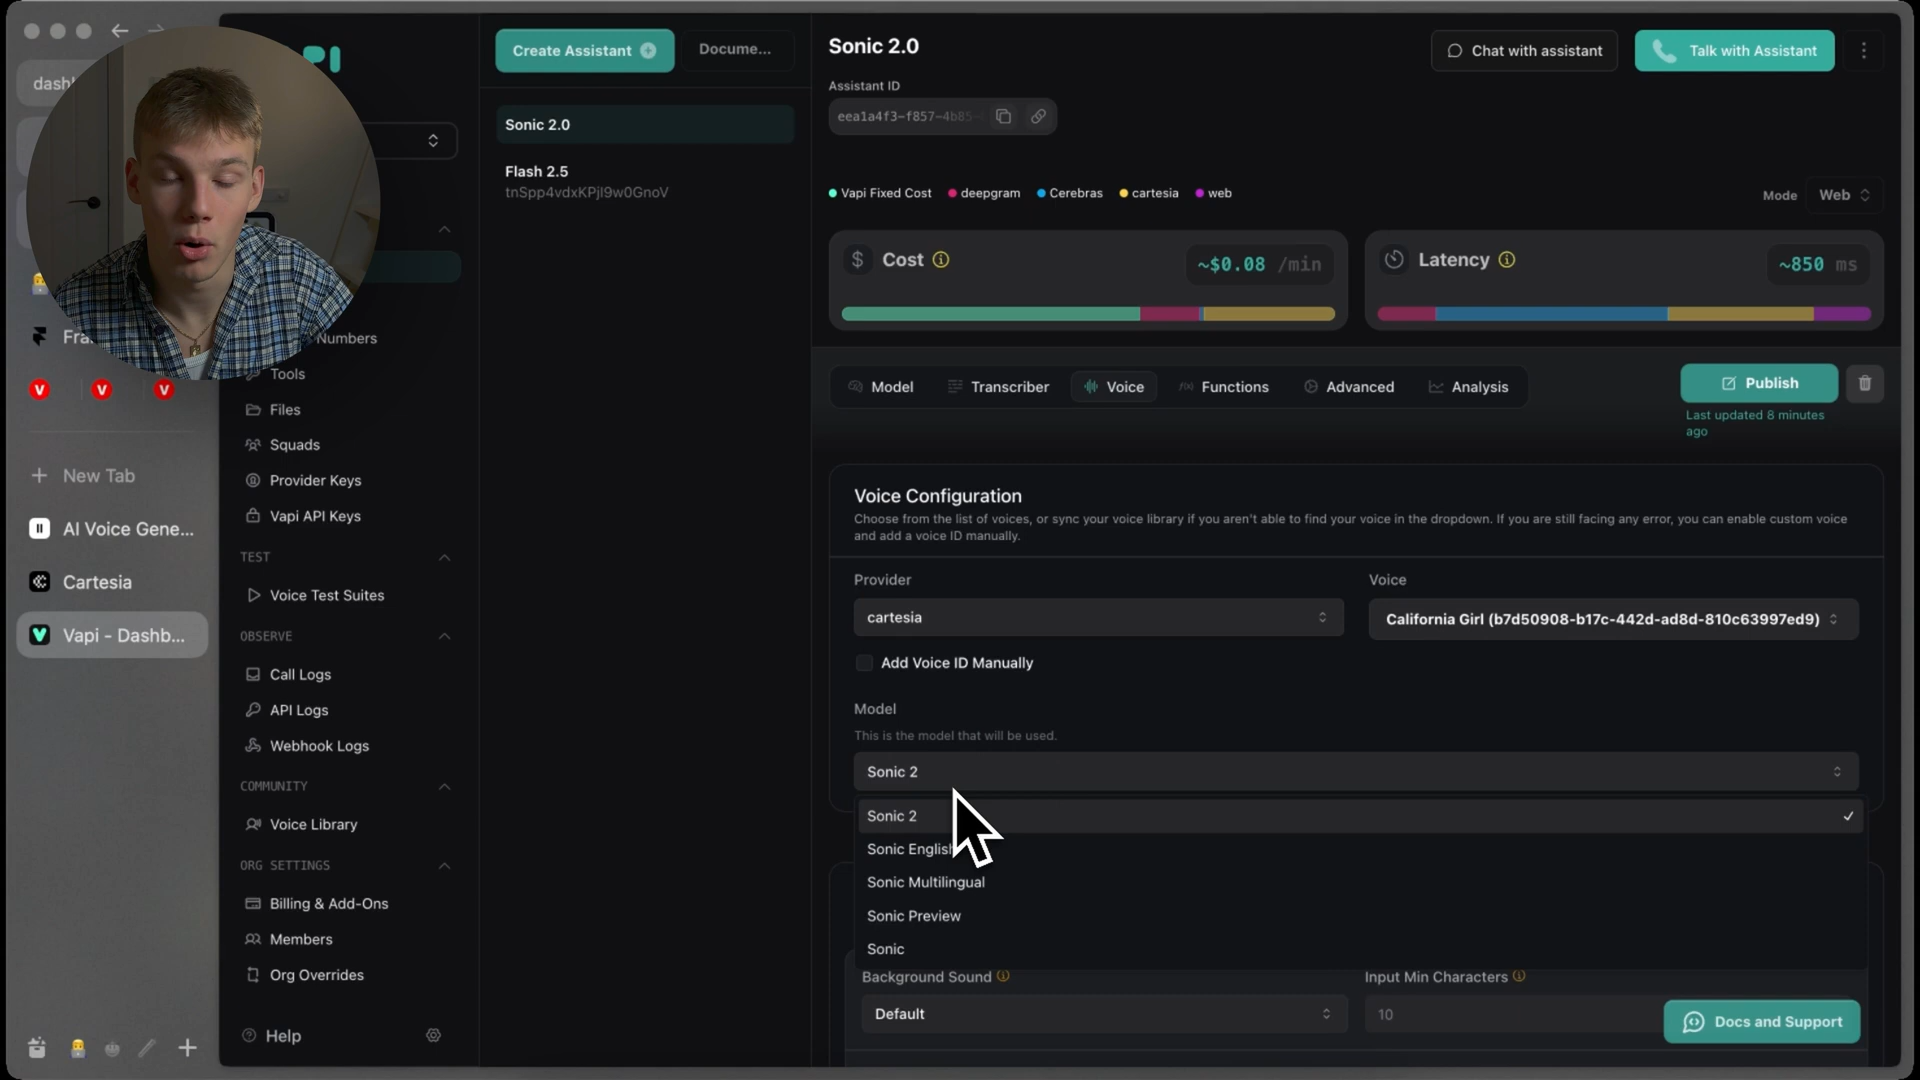 dash
Fra
New Tab
AI Voice Gene...
Cartesia
Vapi - Dashb...
Numbers
Tools
Files
Squads
Provider Keys
Vapi API Keys
TEST
Voice Test Suites
OBSERVE
Call Logs
API Logs
Webhook Logs
COMMUNITY
Voice Library
ORG SETTINGS
Billing & Add-Ons
Members
Org Overrides
Help
Create Assistant
Docume...
Sonic 2.0
Flash 2.5
tnSpp4vdxKPjI9w0GnoV
Sonic 2.0
Chat with assistant
Talk with Assistant
Assistant ID
eea1a4f3-f857-4b85-
Vapi Fixed Cost deepgram Cerebras cartesia web
Mode Web
$ Cost ~$0.08 /min
Latency ~850 ms
Model Transcriber Voice Functions Advanced Analysis
Publish
Last updated 8 minutes
ago
Voice Configuration
Choose from the list of voices, or sync your voice library if you aren't able to find your voice in the dropdown. If you are still facing any error, you can enable custom voice
and add a voice ID manually.
Provider
Voice
cartesia
California Girl (b7d50908-b17c-442d-ad8d-810c63997ed9)
Add Voice ID Manually
Model
This is the model that will be used.
Sonic 2
Sonic 2
Sonic English
Sonic Multilingual
Sonic Preview
Sonic
Background Sound
Input Min Characters
Default
10
Docs and Support